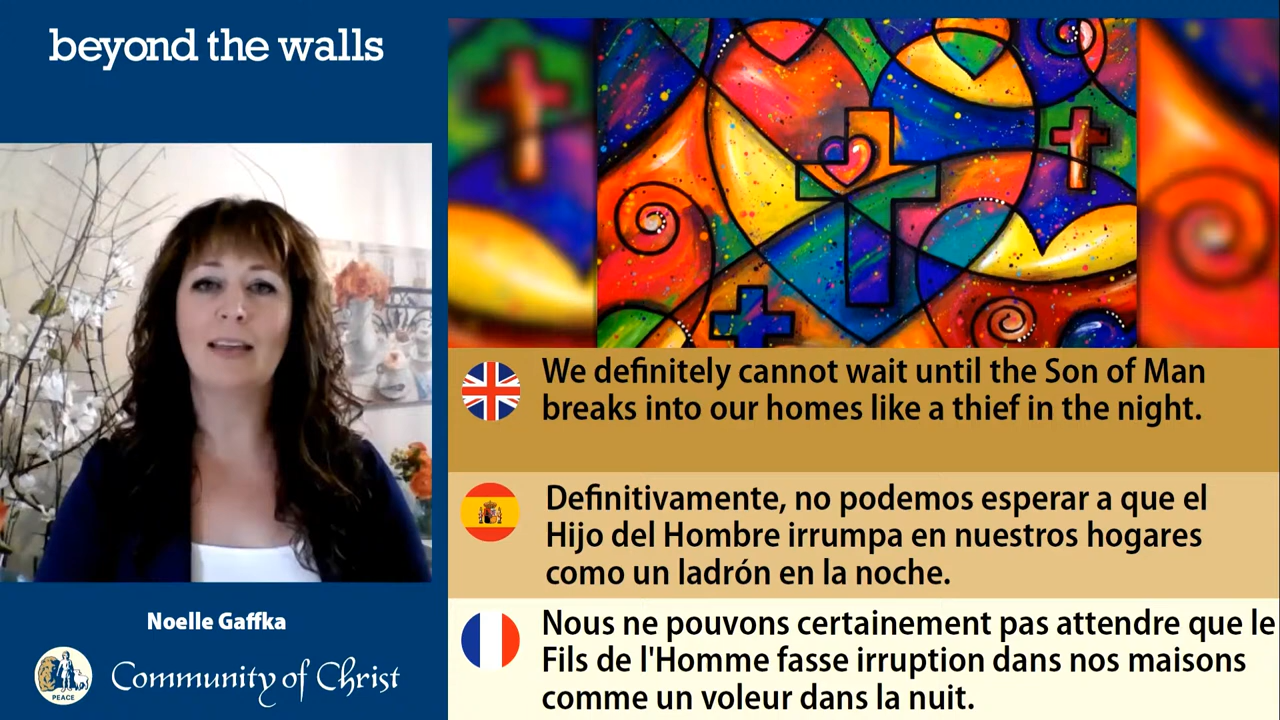 beyond the walls
Noelle Gaffka
PEACE
Community of Christ
We definitely cannot wait until the Son of Man
breaks into our homes like a thief in the night.
Definitivamente, no podemos esperar a que el
Hijo del Hombre irrumpa en nuestros hogares
como un ladrón en la noche.
Nous ne pouvons certainement pas attendre que le
Fils de l'Homme fasse irruption dans nos maisons
comme un voleur dans la nuit.